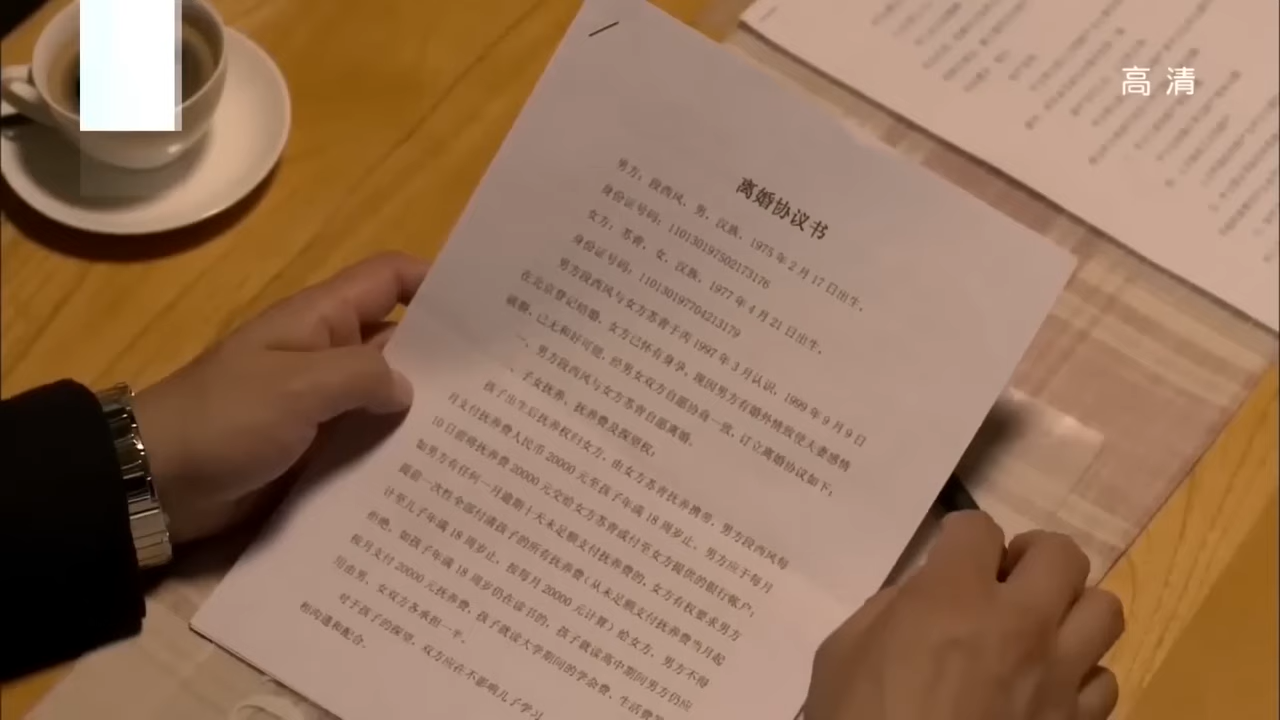 高清
离婚协议书
男方：段西风，男，汉族，1975年2月17日出生，
身份证号码：110130197502173176
女方：苏青，女，汉族，1977年4月21日出生，
身份证号码：110130197704213179
男方段西风与女方苏青于丙1997年3月认识，1999年9月9日
在北京登记结婚，女方已怀有身孕，现因男方有婚外情致使夫妻感情
破裂，已无和好可能，经男女双方自愿协商一致，订立离婚协议如下：
一、男方段西风与女方苏青自愿离婚。
、子女抚养、抚养费及探望权：
孩子出生后抚养权归女方，由女方苏青抚养携带，男方段西风每
月支付抚养费人民币20000元至孩子年满18周岁止，男方应于每月
10日前将抚养费20000元交给女方苏青或付至女方提供的银行帐户；
如男方有任何一月逾期十天未足额支付抚养费的，女方有权要求男方
提前一次性全部付清孩子的所有抚养费（从未足额支付抚养费当月起
计至儿子年满18周岁止，按每月20000元计算）给女方，男方不得
拒绝。如孩子年满18周岁仍在读书的，孩子就读高中期间男方仍应
按月支付20000元抚养费，孩子就读大学期间的学杂费、生活费等
用由男、女双方各承担一半。
对于孩子的探望，双方应在不影响儿子学习
相沟通和配合。